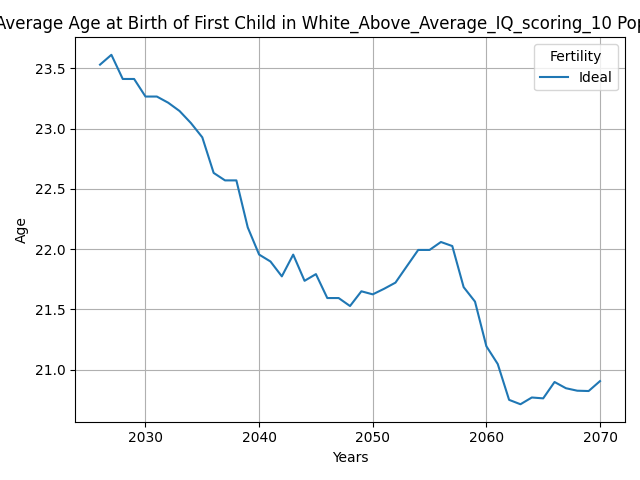 Average Age at Birth of First Child in White_Above_Average_IQ_scoring_10 Pop
Fertility
Ideal
23.5
23.0
22.5
22.0
21.5
21.0
Age
2030 2040 2050 2060 2070
Years